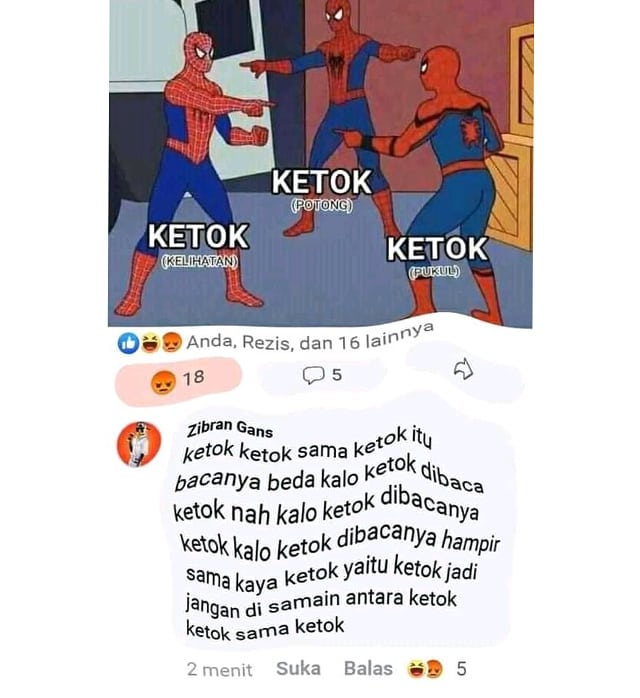 KETOK
(POTONG)
KETOK
(KELIHATAN)
KETOK
(PUKUL)
Anda, Rezis, dan 16 lainnya
18
5
Zibran Gans
ketok ketok sama ketok itu
bacanya beda kalo ketok dibaca
ketok nah kalo ketok dibacanya
ketok kalo ketok dibacanya hampir
sama kaya ketok yaitu ketok jadi
jangan di samain antara ketok
ketok sama ketok
2 menit Suka Balas 5